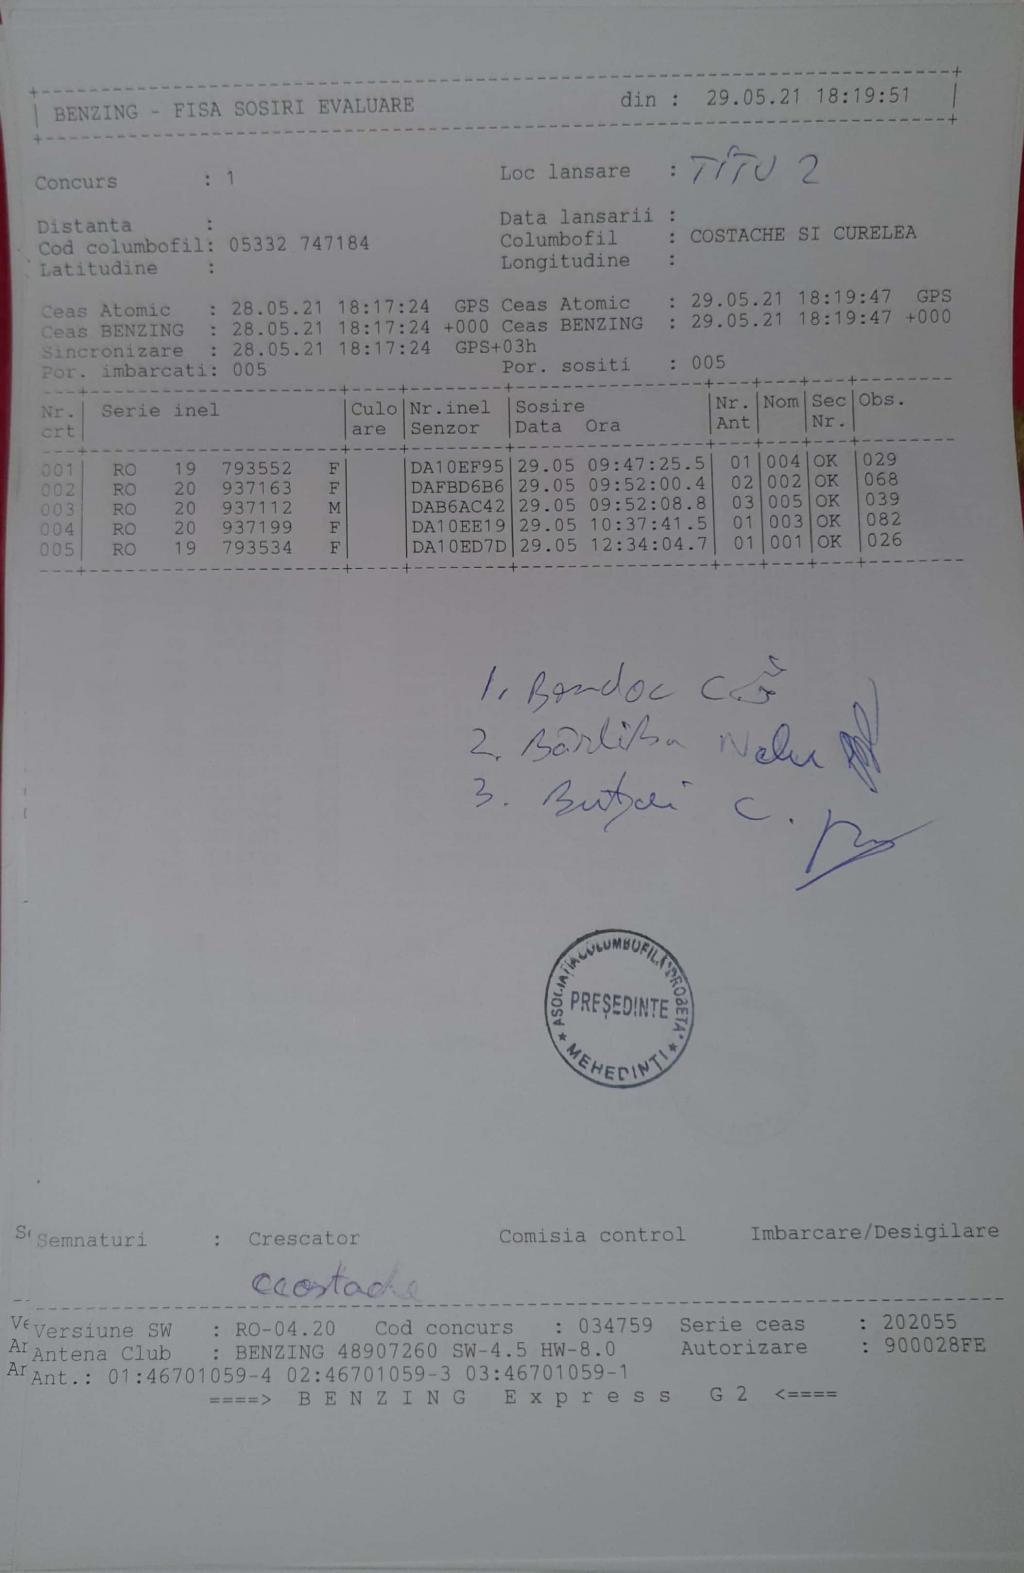 BENZING - FISA SOSIRI EVALUARE din : 29.05.21 18:19:51
Concurs : 1 Loc lansare : TITU 2
Distanta : Data lansarii :
Cod columbofil: 05332 747184 Columbofil : COSTACHE SI CURELEA
Latitudine : Longitudine :
Ceas Atomic : 28.05.21 18:17:24 GPS Ceas Atomic : 29.05.21 18:19:47 GPS
Ceas BENZING : 28.05.21 18:17:24 +000 Ceas BENZING : 29.05.21 18:19:47 +000
Sincronizare : 28.05.21 18:17:24 GPS+03h
Por. imbarcati: 005 Por. sositi : 005
Nr. Serie inel Culo Nr.inel Sosire Nr. Nom Sec Obs.
crt are Senzor Data Ora Ant Nr.
001 RO 19 793552 F DA10EF95 29.05 09:47:25.5 01 004 OK 029
002 RO 20 937163 F DAFBD6B6 29.05 09:52:00.4 02 002 OK 068
003 RO 20 937112 M DAB6AC42 29.05 09:52:08.8 03 005 OK 039
004 RO 20 937199 F DA10EE19 29.05 10:37:41.5 01 003 OK 082
005 RO 19 793534 F DA10ED7D 29.05 12:34:04.7 01 001 OK 026
1. Bandoc
2. Nelu
3. C.
ASOCIATIA COLUMBOFILA DROBETA
PREȘEDINTE
MEHEDINTI
Semnaturi : Crescator Comisia control Imbarcare/Desigilare
Costache
Versiune SW : RO-04.20 Cod concurs : 034759 Serie ceas : 202055
Antena Club : BENZING 48907260 SW-4.5 HW-8.0 Autorizare : 900028FE
Ant.: 01:46701059-4 02:46701059-3 03:46701059-1
====> BENZING Express G2 <====